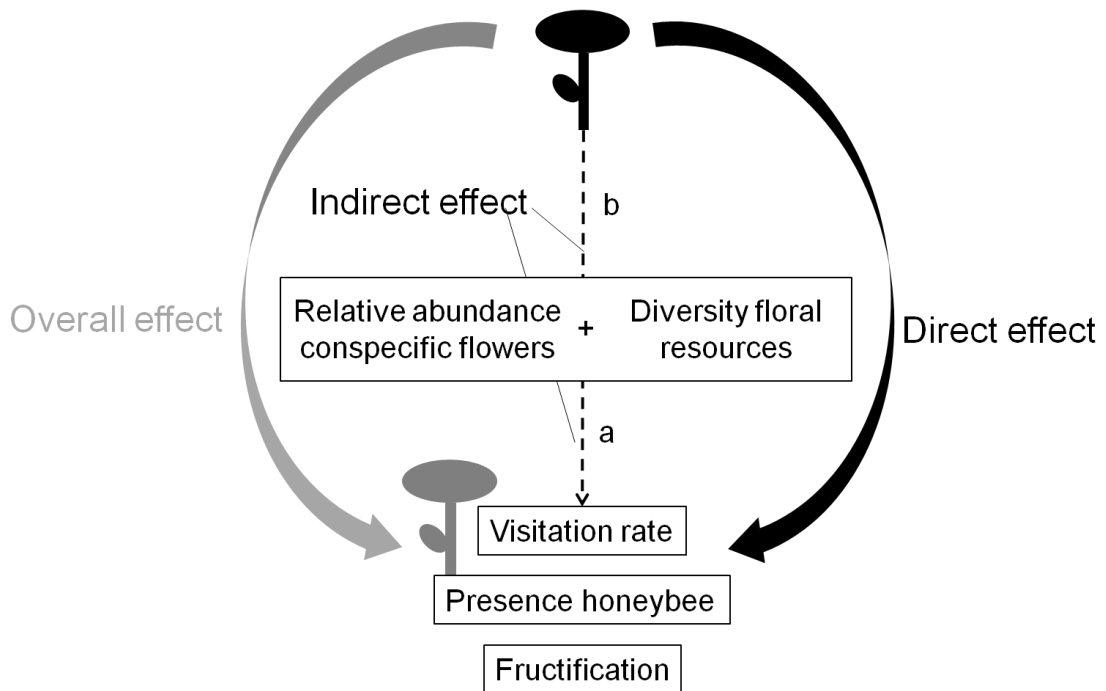 Indirect effect
b
Overall effect
Relative abundance
conspecific flowers
+
Diversity floral
resources
Direct effect
a
Visitation rate
Presence honeybee
Fructification